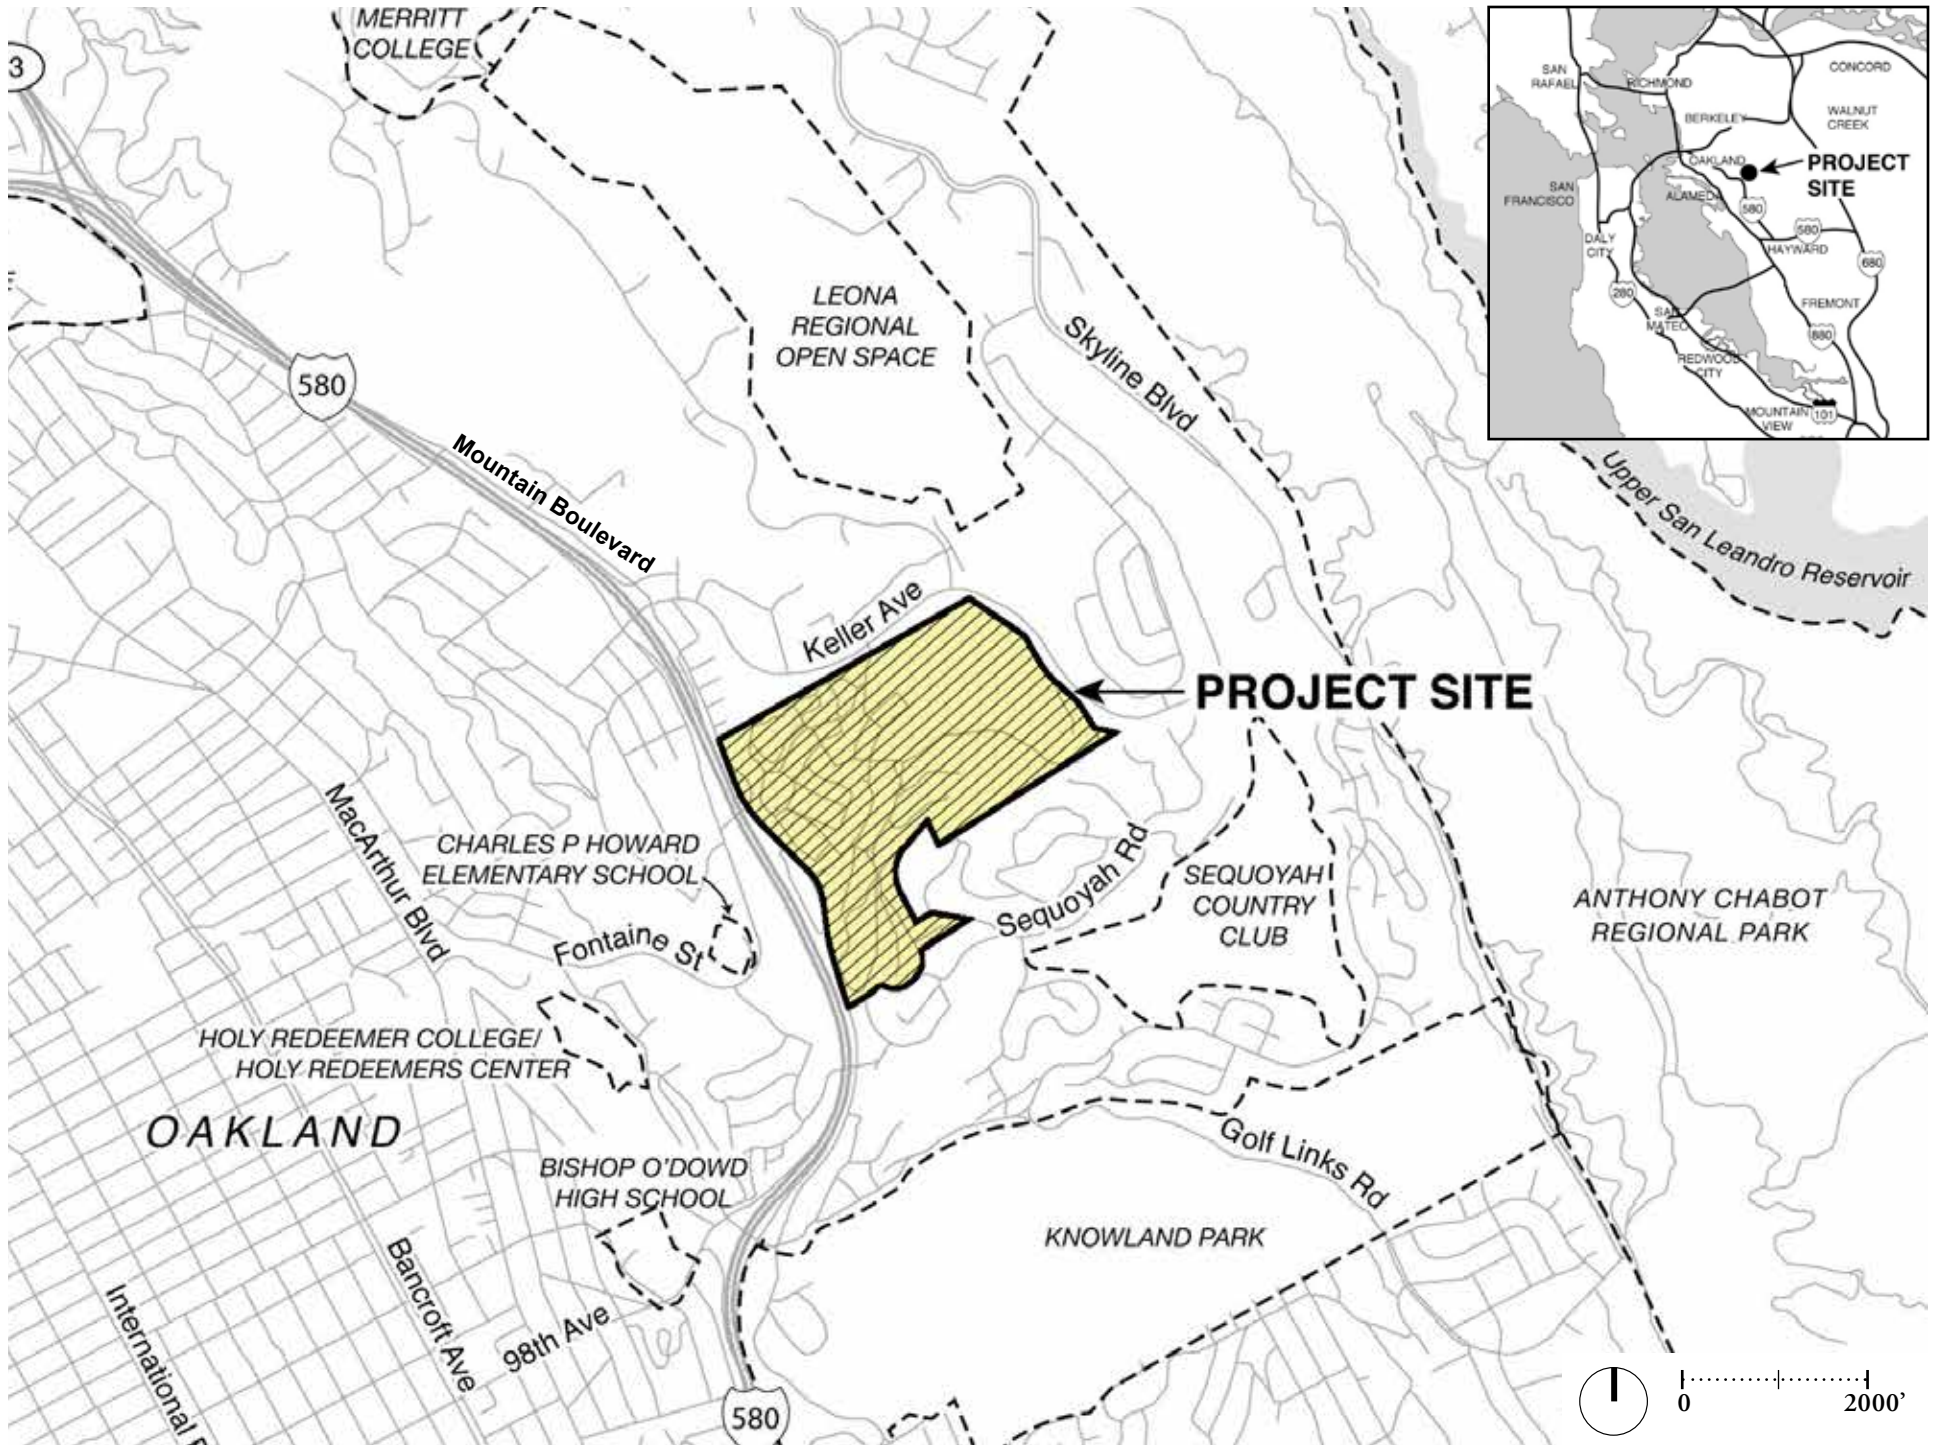 MERRITT
COLLEGE
3
580
Mountain Boulevard
LEONA
REGIONAL
OPEN SPACE
Skyline Blvd
Keller Ave
PROJECT SITE
Upper San Leandro Reservoir
MacArthur Blvd
CHARLES P HOWARD
ELEMENTARY SCHOOL
Fontaine St
Sequoyah Rd
SEQUOYAH
COUNTRY
CLUB
ANTHONY CHABOT
REGIONAL PARK
HOLY REDEEMER COLLEGE/
HOLY REDEEMERS CENTER
OAKLAND
BISHOP O'DOWD
HIGH SCHOOL
Golf Links Rd
KNOWLAND PARK
Bancroft Ave
International
98th Ave
580
0
2000’
SAN
RAFAEL
RICHMOND
CONCORD
BERKELEY
WALNUT
CREEK
OAKLAND
PROJECT
SITE
SAN
FRANCISCO
ALAMEDA
580
580
DALY
CITY
HAYWARD
680
280
FREMONT
SAN
MATEO
880
REDWOOD
CITY
MOUNTAIN
VIEW
101